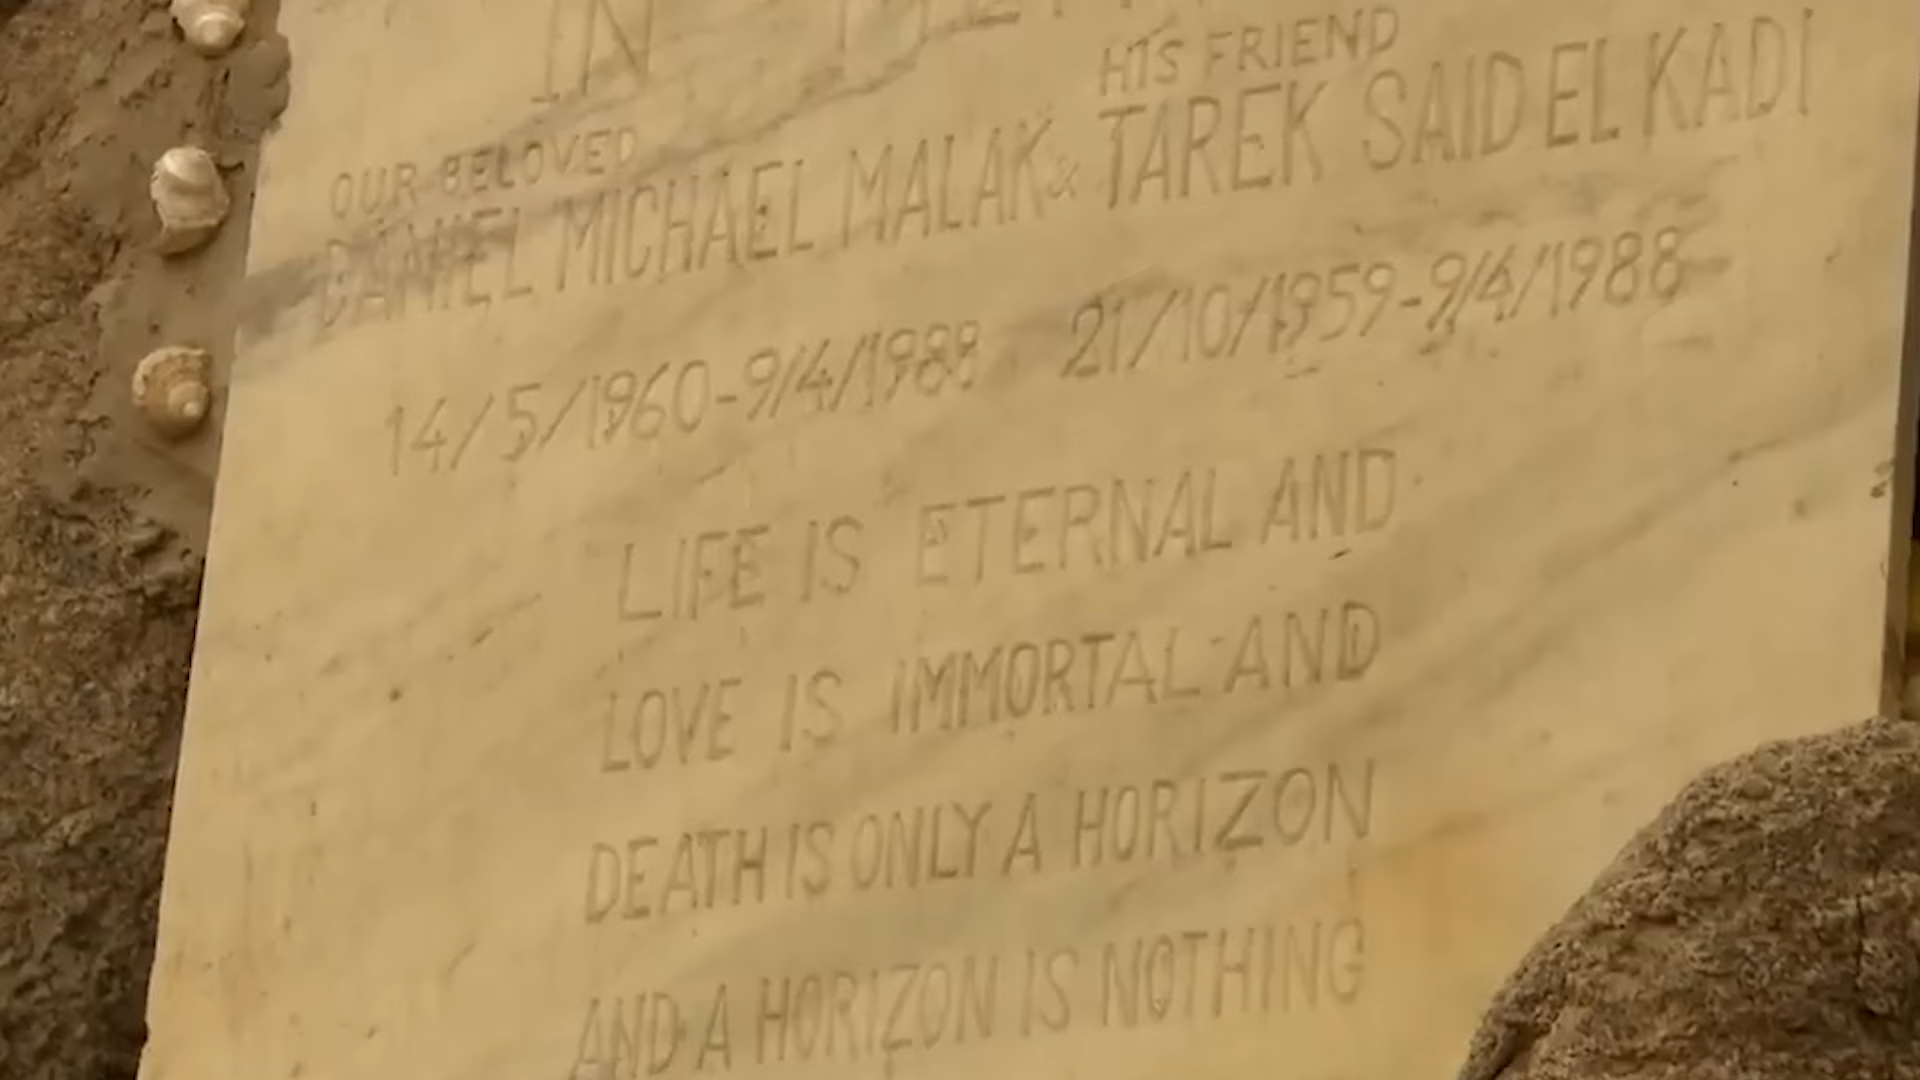 IN
OUR BELOVED HIS FRIEND
DANIEL MICHAEL MALAK & TAREK SAID EL KADI
14/5/1960-9/4/1988 21/10/1959-9/4/1988
LIFE IS ETERNAL AND
LOVE IS IMMORTAL AND
DEATH IS ONLY A HORIZON
AND A HORIZON IS NOTHING